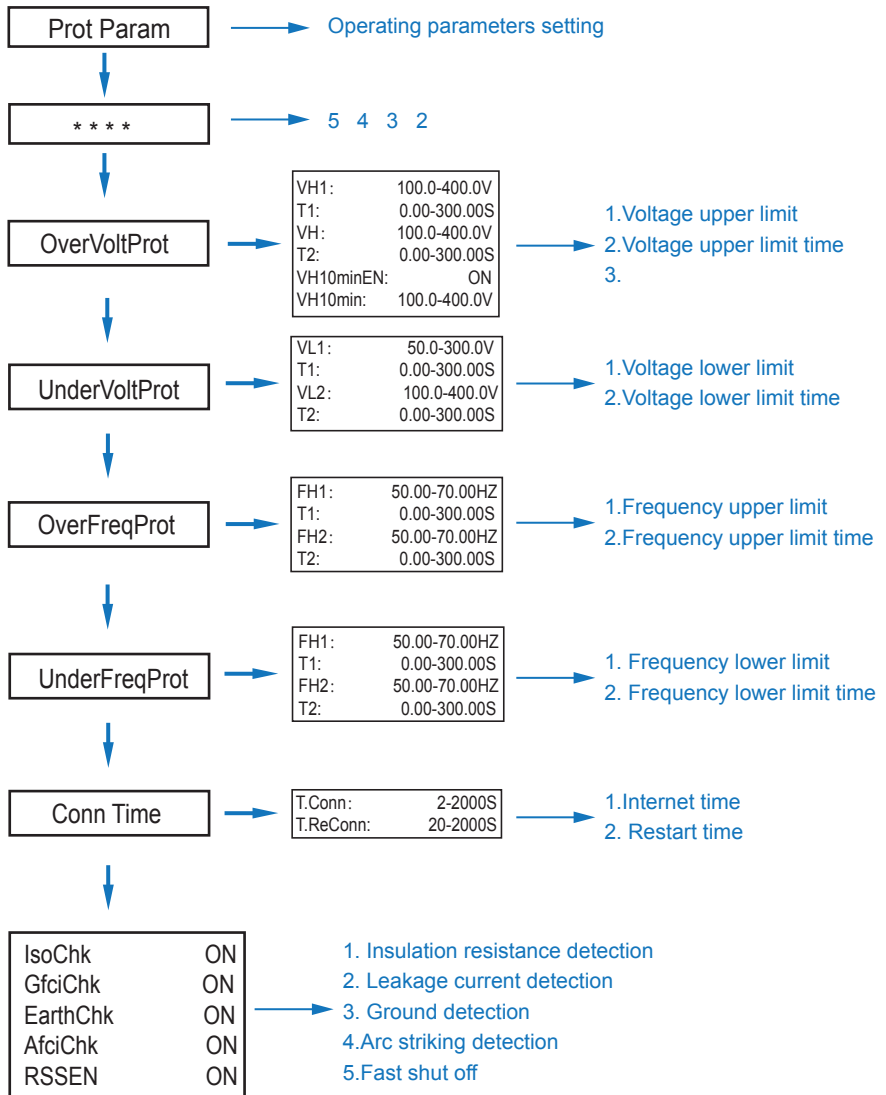 Prot Param
Operating parameters setting
* * * *
5 4 3 2
OverVoltProt
VH1: 100.0-400.0V
T1: 0.00-300.00S
VH: 100.0-400.0V
T2: 0.00-300.00S
VH10minEN: ON
VH10min: 100.0-400.0V
1.Voltage upper limit
2.Voltage upper limit time
3.
UnderVoltProt
VL1: 50.0-300.0V
T1: 0.00-300.00S
VL2: 100.0-400.0V
T2: 0.00-300.00S
1.Voltage lower limit
2.Voltage lower limit time
OverFreqProt
FH1: 50.00-70.00HZ
T1: 0.00-300.00S
FH2: 50.00-70.00HZ
T2: 0.00-300.00S
1.Frequency upper limit
2.Frequency upper limit time
UnderFreqProt
FH1: 50.00-70.00HZ
T1: 0.00-300.00S
FH2: 50.00-70.00HZ
T2: 0.00-300.00S
1. Frequency lower limit
2. Frequency lower limit time
Conn Time
T.Conn: 2-2000S
T.ReConn: 20-2000S
1.Internet time
2. Restart time
IsoChk ON
GfciChk ON
EarthChk ON
AfciChk ON
RSSEN ON
1. Insulation resistance detection
2. Leakage current detection
3. Ground detection
4.Arc striking detection
5.Fast shut off